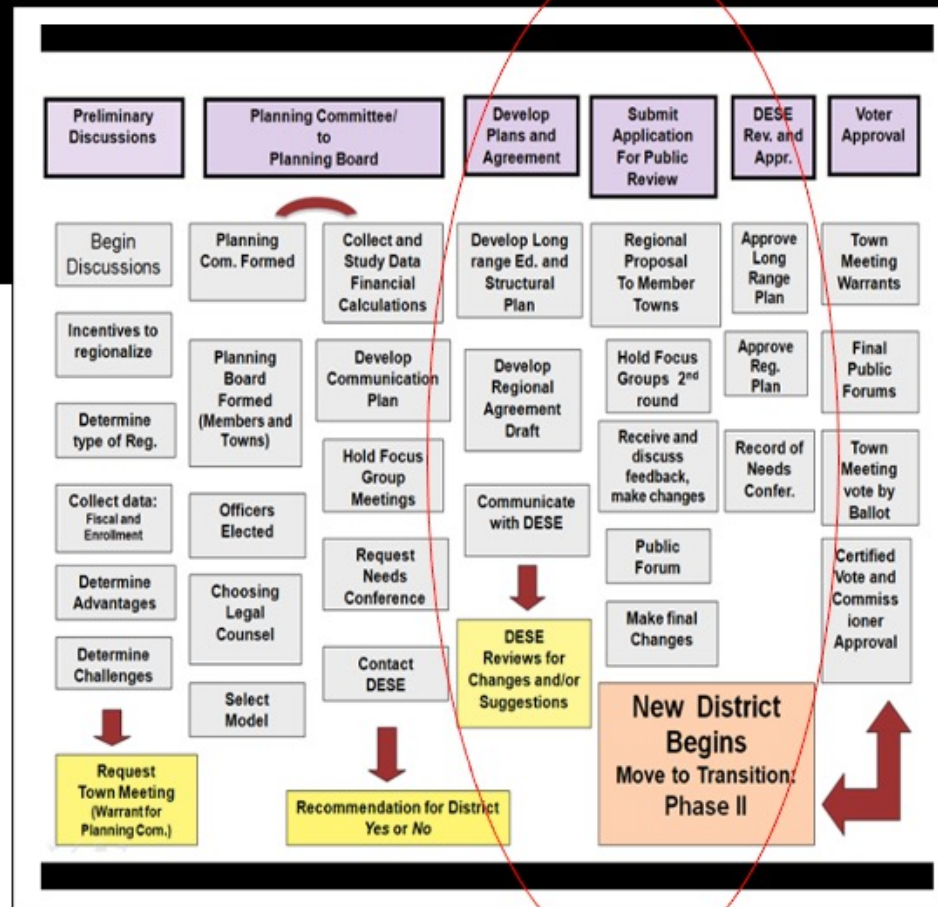 Preliminary
Discussions
Planning Committee/
to
Planning Board
Develop
Plans and
Agreement
Submit
Application
For Public
Review
DESE
Rev. and
Appr.
Voter
Approval
Begin
Discussions
Incentives to
regionalize
Determine
type of Reg.
Collect data:
Fiscal and
Enrollment
Determine
Advantages
Determine
Challenges
Request
Town Meeting
(Warrant for
Planning Com.)
Planning
Com. Formed
Planning
Board
Formed
(Members and
Towns)
Officers
Elected
Choosing
Legal
Counsel
Select
Model
Collect and
Study Data
Financial
Calculations
Develop
Communication
Plan
Hold Focus
Group
Meetings
Request
Needs
Conference
Contact
DESE
Recommendation for District
Yes or No
Develop Long
range Ed. and
Structural
Plan
Develop
Regional
Agreement
Draft
Communicate
with DESE
DESE
Reviews for
Changes and/or
Suggestions
Regional
Proposal
To Member
Towns
Hold Focus
Groups 2nd
round
Receive and
discuss
feedback,
make changes
Public
Forum
Make final
Changes
New District
Begins
Move to Transition:
Phase II
Approve
Long
Range
Plan
Approve
Reg.
Plan
Record of
Needs
Confer.
Town
Meeting
Warrants
Final
Public
Forums
Town
Meeting
vote by
Ballot
Certified
Vote and
Commiss
ioner
Approval